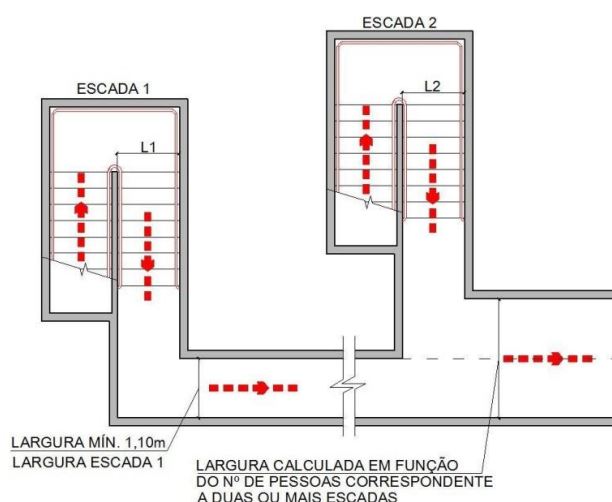 ESCADA 1
ESCADA 2
L1
L2
LARGURA MÍN. 1,10m
LARGURA ESCADA 1
LARGURA CALCULADA EM FUNÇÃO
DO Nº DE PESSOAS CORRESPONDENTE
A DUAS OU MAIS ESCADAS